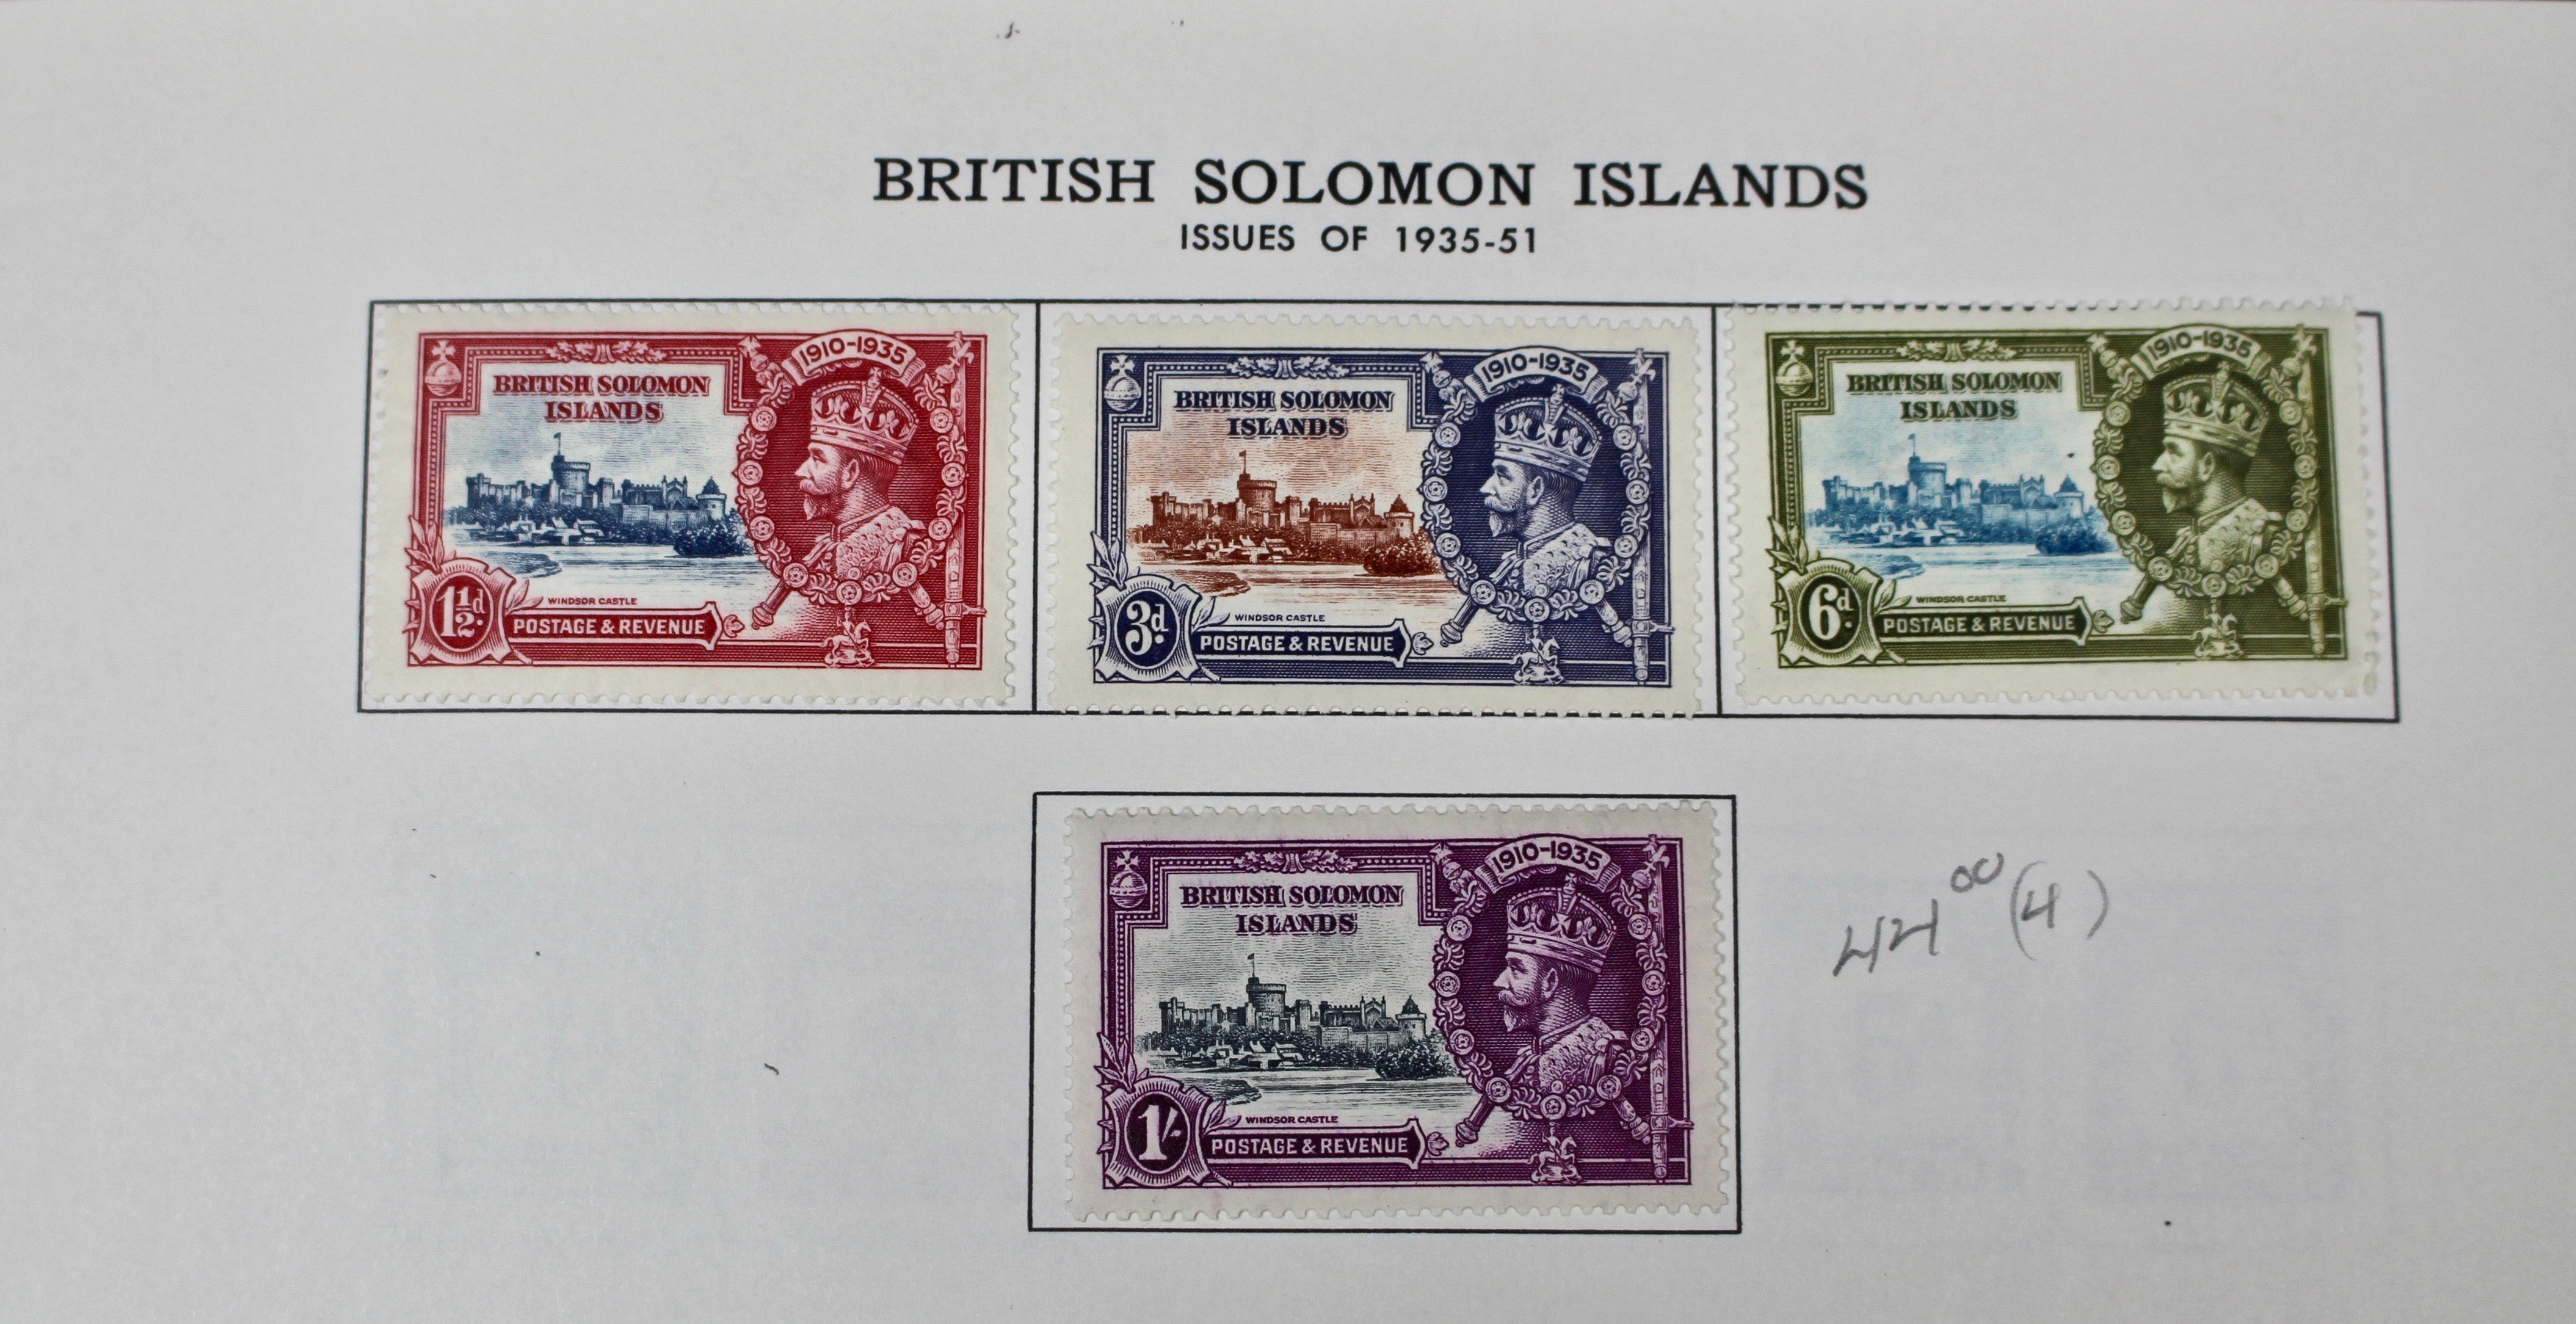 BRITISH SOLOMON ISLANDS
ISSUES OF 1935-51
1910-1935
BRITISH SOLOMON
ISLANDS
WINDSOR CASTLE
1½d.
POSTAGE & REVENUE
1910-1935
BRITISH SOLOMON
ISLANDS
WINDSOR CASTLE
3d.
POSTAGE & REVENUE
1910-1935
BRITISH SOLOMON
ISLANDS
WINDSOR CASTLE
6d.
POSTAGE & REVENUE
1910-1935
BRITISH SOLOMON
ISLANDS
WINDSOR CASTLE
1/-
POSTAGE & REVENUE
44 00 (4)